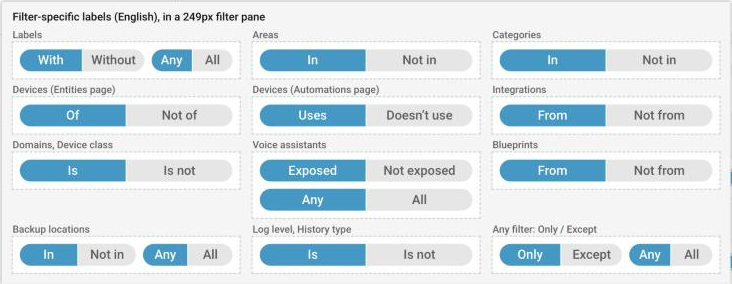 Filter-specific labels (English), in a 249px filter pane
Labels Areas Categories
With Without Any All In Not in In Not in
Devices (Entities page) Devices (Automations page) Integrations
Of Not of Uses Doesn't use From Not from
Domains, Device class Voice assistants Blueprints
Is Is not Exposed Not exposed From Not from
Any All
Backup locations Log level, History type Any filter: Only / Except
In Not in Any All Is Is not Only Except Any All